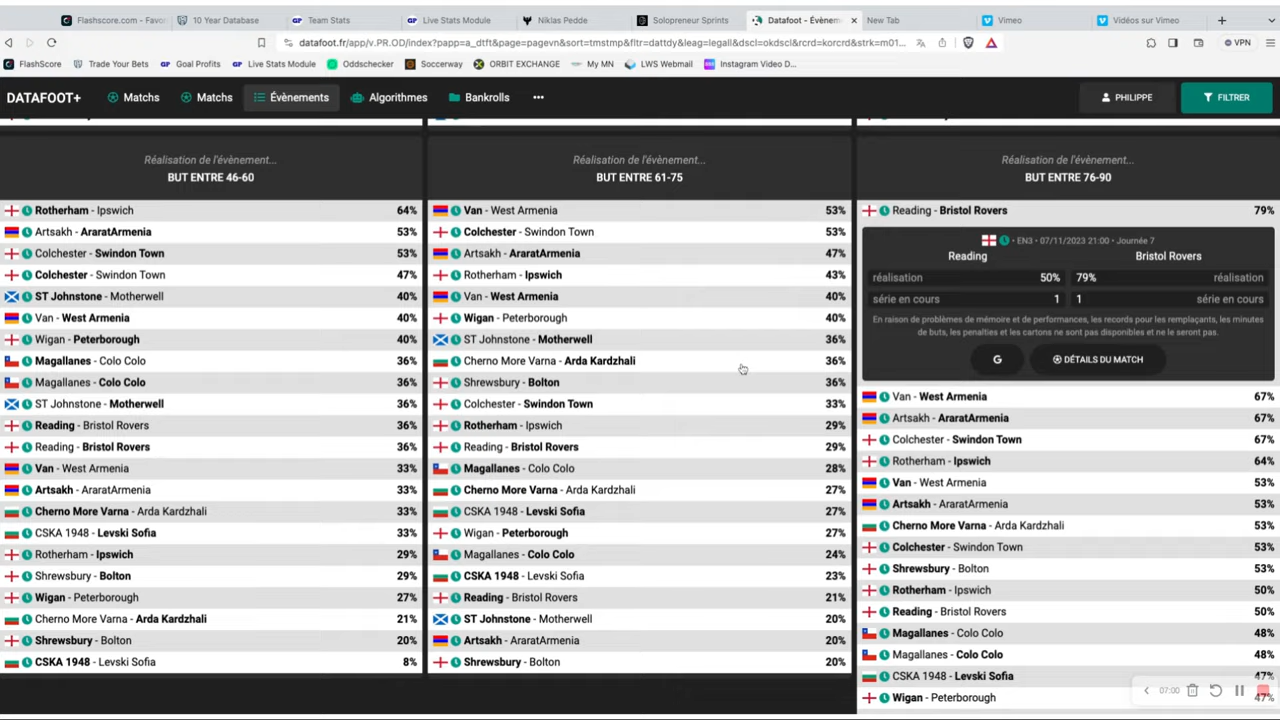 Flashscore.com - Favor
10 Year Database
Team Stats
Live Stats Module
Niklas Pedde
Solopreneur Sprints
Datafoot - Évènem
New Tab
Vimeo
Vidéos sur Vimeo
datafoot.fr/app/v.PR.OD/index?papp=a_dtft&page=pagevn&sort=tmstmp&fitr=dattdy&leag=legall&dscl=okdscl&rcrd=korcrd&strk=m01...
VPN
FlashScore
Trade Your Bets
Goal Profits
Live Stats Module
Oddschecker
Soccerway
ORBIT EXCHANGE
My MN
LWS Webmail
Instagram Video D...
DATAFOOT+
Matchs
Matchs
Évènements
Algorithmes
Bankrolls
PHILIPPE
FILTRER
Réalisation de l'évènement...
BUT ENTRE 46-60
Rotherham - Ipswich 64%
Artsakh - AraratArmenia 53%
Colchester - Swindon Town 53%
Colchester - Swindon Town 47%
ST Johnstone - Motherwell 40%
Van - West Armenia 40%
Wigan - Peterborough 40%
Magallanes - Colo Colo 36%
Magallanes - Colo Colo 36%
ST Johnstone - Motherwell 36%
Reading - Bristol Rovers 36%
Reading - Bristol Rovers 36%
Van - West Armenia 33%
Artsakh - AraratArmenia 33%
Cherno More Varna - Arda Kardzhali 33%
CSKA 1948 - Levski Sofia 33%
Rotherham - Ipswich 29%
Shrewsbury - Bolton 29%
Wigan - Peterborough 27%
Cherno More Varna - Arda Kardzhali 21%
Shrewsbury - Bolton 20%
CSKA 1948 - Levski Sofia 8%
Réalisation de l'évènement...
BUT ENTRE 61-75
Van - West Armenia 53%
Colchester - Swindon Town 53%
Artsakh - AraratArmenia 47%
Rotherham - Ipswich 43%
Van - West Armenia 40%
Wigan - Peterborough 40%
ST Johnstone - Motherwell 36%
Cherno More Varna - Arda Kardzhali 36%
Shrewsbury - Bolton 36%
Colchester - Swindon Town 33%
Rotherham - Ipswich 29%
Reading - Bristol Rovers 29%
Magallanes - Colo Colo 28%
Cherno More Varna - Arda Kardzhali 27%
CSKA 1948 - Levski Sofia 27%
Wigan - Peterborough 27%
Magallanes - Colo Colo 24%
CSKA 1948 - Levski Sofia 23%
Reading - Bristol Rovers 21%
ST Johnstone - Motherwell 20%
Artsakh - AraratArmenia 20%
Shrewsbury - Bolton 20%
Réalisation de l'évènement...
BUT ENTRE 76-90
Reading - Bristol Rovers 79%
• EN3 • 07/11/2023 21:00 • Journée 7
Reading Bristol Rovers
réalisation 50% 79% réalisation
série en cours 1 1 série en cours
En raison de problèmes de mémoire et de performances, les records pour les remplaçants, les minutes
de buts, les penalties et les cartons ne sont pas disponibles et ne le seront pas.
G DÉTAILS DU MATCH
Van - West Armenia 67%
Artsakh - AraratArmenia 67%
Colchester - Swindon Town 67%
Rotherham - Ipswich 64%
Van - West Armenia 53%
Artsakh - AraratArmenia 53%
Cherno More Varna - Arda Kardzhali 53%
Colchester - Swindon Town 53%
Shrewsbury - Bolton 53%
Rotherham - Ipswich 50%
Reading - Bristol Rovers 50%
Magallanes - Colo Colo 48%
Magallanes - Colo Colo 48%
CSKA 1948 - Levski Sofia 47%
Wigan - Peterborough 47%
07:00